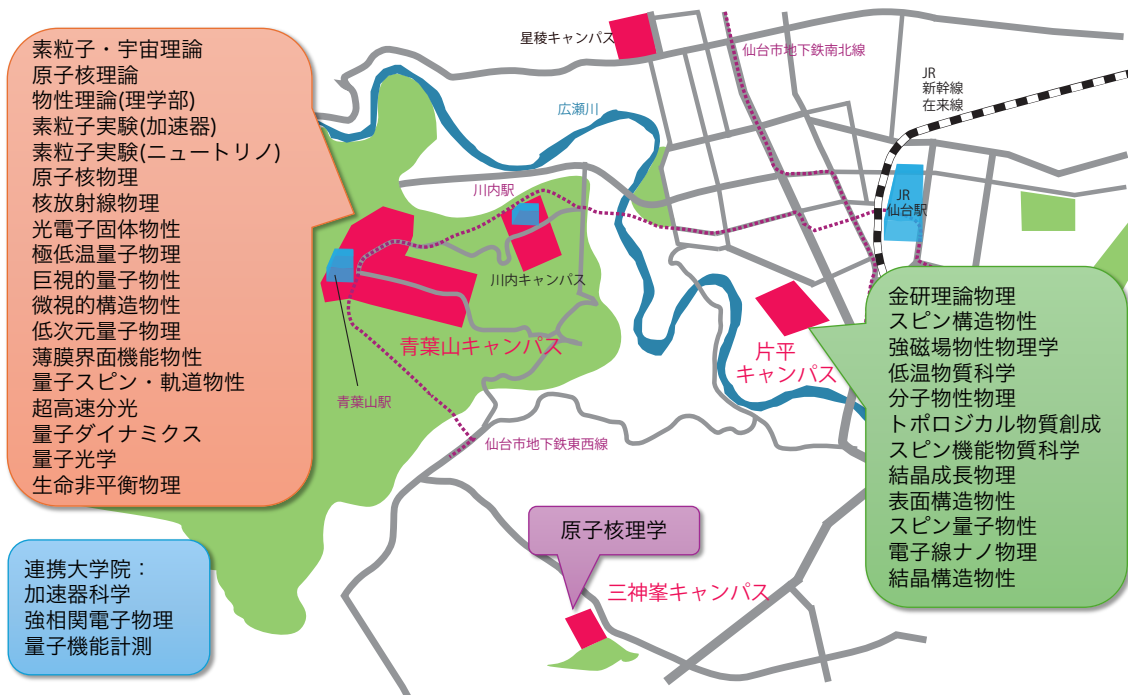 素粒子・宇宙理論
原子核理論
物性理論(理学部)
素粒子実験(加速器)
素粒子実験(ニュートリノ)
原子核物理
核放射線物理
光電子固体物性
極低温量子物理
巨視的量子物性
微視的構造物性
低次元量子物理
薄膜界面機能物性
量子スピン・軌道物性
超高速分光
量子ダイナミクス
量子光学
生命非平衡物理
連携大学院：
加速器科学
強相関電子物理
量子機能計測
星稜キャンパス
仙台市地下鉄南北線
JR
新幹線
在来線
広瀬川
川内駅
JR
仙台駅
川内キャンパス
青葉山キャンパス
片平
キャンパス
青葉山駅
仙台市地下鉄東西線
原子核理学
三神峯キャンパス
金研理論物理
スピン構造物性
強磁場物性物理学
低温物質科学
分子物性物理
トポロジカル物質創成
スピン機能物質科学
結晶成長物理
表面構造物性
スピン量子物性
電子線ナノ物理
結晶構造物性